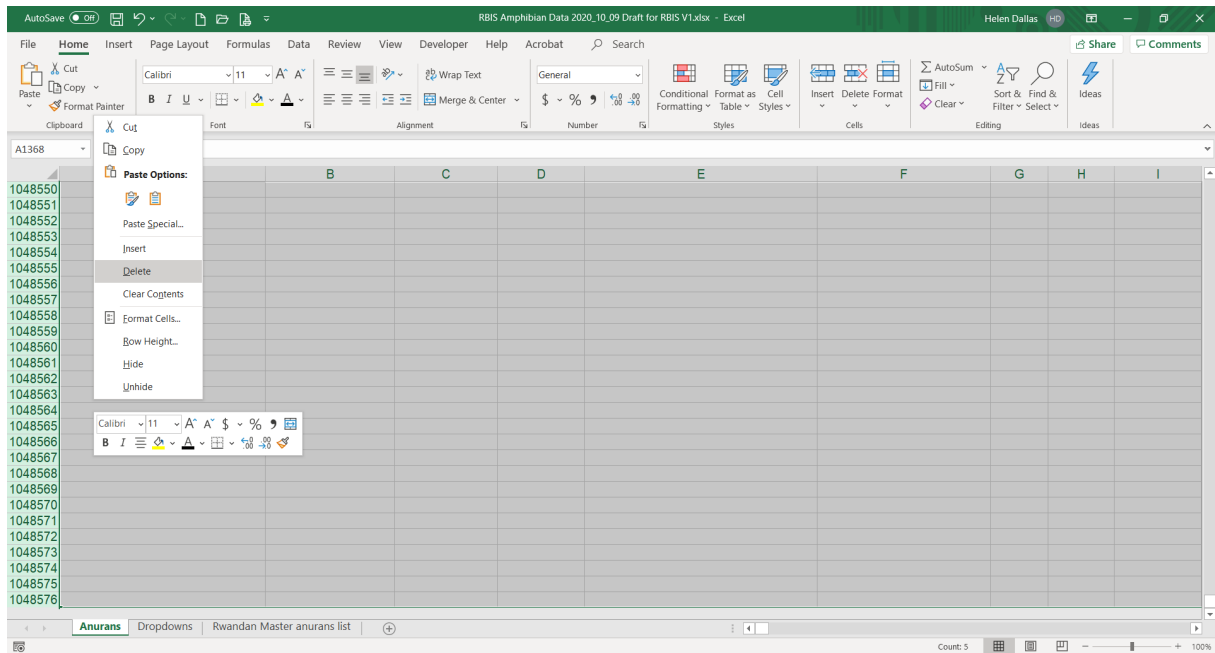 AutoSave Off RBIS Amphibian Data 2020_10_09 Draft for RBIS V1.xlsx - Excel Helen Dallas HD
File Home Insert Page Layout Formulas Data Review View Developer Help Acrobat Search Share Comments
Paste Cut Copy Format Painter
Calibri 11 A^ A˅
B I U A
Wrap Text
Merge & Center
General
$ % 9 .00
Conditional Formatting Format as Table Cell Styles
Insert Delete Format
AutoSum Fill Clear
Sort & Filter Find & Select
Ideas
Clipboard Font Alignment Number Styles Cells Editing Ideas
A1368
B C D E F G H I
Cut
Copy
Paste Options:
Paste Special...
Insert
Delete
Clear Contents
Format Cells...
Row Height...
Hide
Unhide
Calibri 11 A^ A˅ $ % 9
B I A .00
1048550
1048551
1048552
1048553
1048554
1048555
1048556
1048557
1048558
1048559
1048560
1048561
1048562
1048563
1048564
1048565
1048566
1048567
1048568
1048569
1048570
1048571
1048572
1048573
1048574
1048575
1048576
Anurans Dropdowns Rwandan Master anurans list
Count: 5 100%